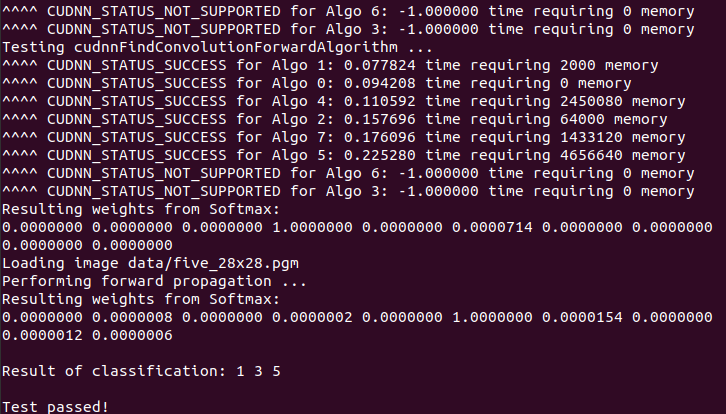 ^^^^ CUDNN_STATUS_NOT_SUPPORTED for Algo 6: -1.000000 time requiring 0 memory
^^^^ CUDNN_STATUS_NOT_SUPPORTED for Algo 3: -1.000000 time requiring 0 memory
Testing cudnnFindConvolutionForwardAlgorithm ...
^^^^ CUDNN_STATUS_SUCCESS for Algo 1: 0.077824 time requiring 2000 memory
^^^^ CUDNN_STATUS_SUCCESS for Algo 0: 0.094208 time requiring 0 memory
^^^^ CUDNN_STATUS_SUCCESS for Algo 4: 0.110592 time requiring 2450080 memory
^^^^ CUDNN_STATUS_SUCCESS for Algo 2: 0.157696 time requiring 64000 memory
^^^^ CUDNN_STATUS_SUCCESS for Algo 7: 0.176096 time requiring 1433120 memory
^^^^ CUDNN_STATUS_SUCCESS for Algo 5: 0.225280 time requiring 4656640 memory
^^^^ CUDNN_STATUS_NOT_SUPPORTED for Algo 6: -1.000000 time requiring 0 memory
^^^^ CUDNN_STATUS_NOT_SUPPORTED for Algo 3: -1.000000 time requiring 0 memory
Resulting weights from Softmax:
0.0000000 0.0000000 0.0000000 1.0000000 0.0000000 0.0000714 0.0000000 0.0000000
0.0000000 0.0000000
Loading image data/five_28x28.pgm
Performing forward propagation ...
Resulting weights from Softmax:
0.0000000 0.0000008 0.0000000 0.0000002 0.0000000 1.0000000 0.0000154 0.0000000
0.0000012 0.0000006
Result of classification: 1 3 5
Test passed!